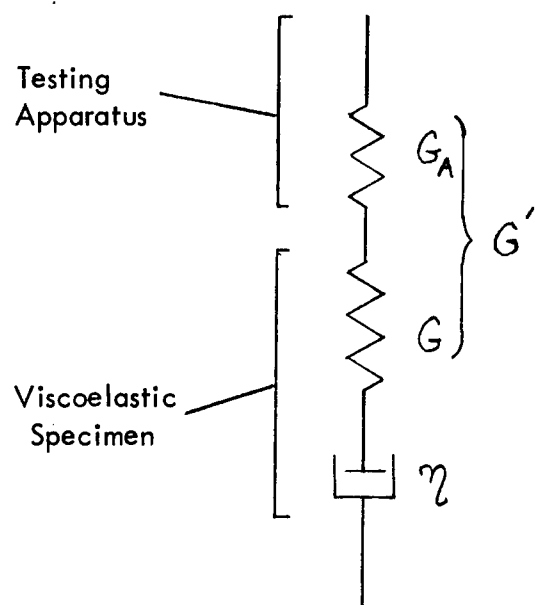 Testing
Apparatus
G_A
G′
G
Viscoelastic
Specimen
η